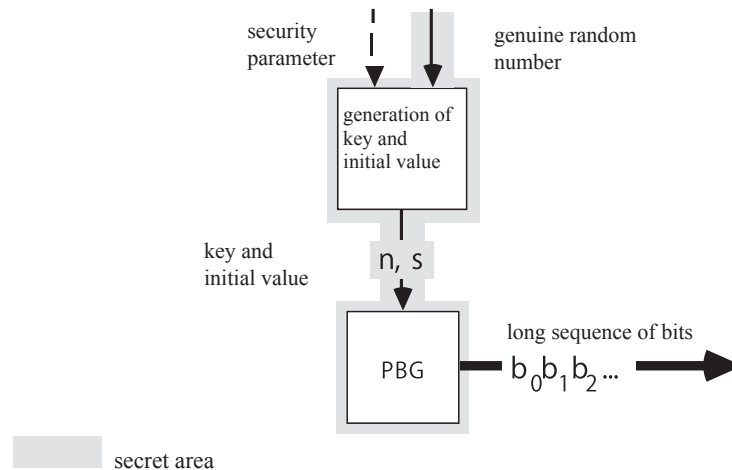 security
parameter
genuine random
number
generation of
key and
initial value
key and
initial value
n, s
PBG
long sequence of bits
b₀b₁b₂...
secret area